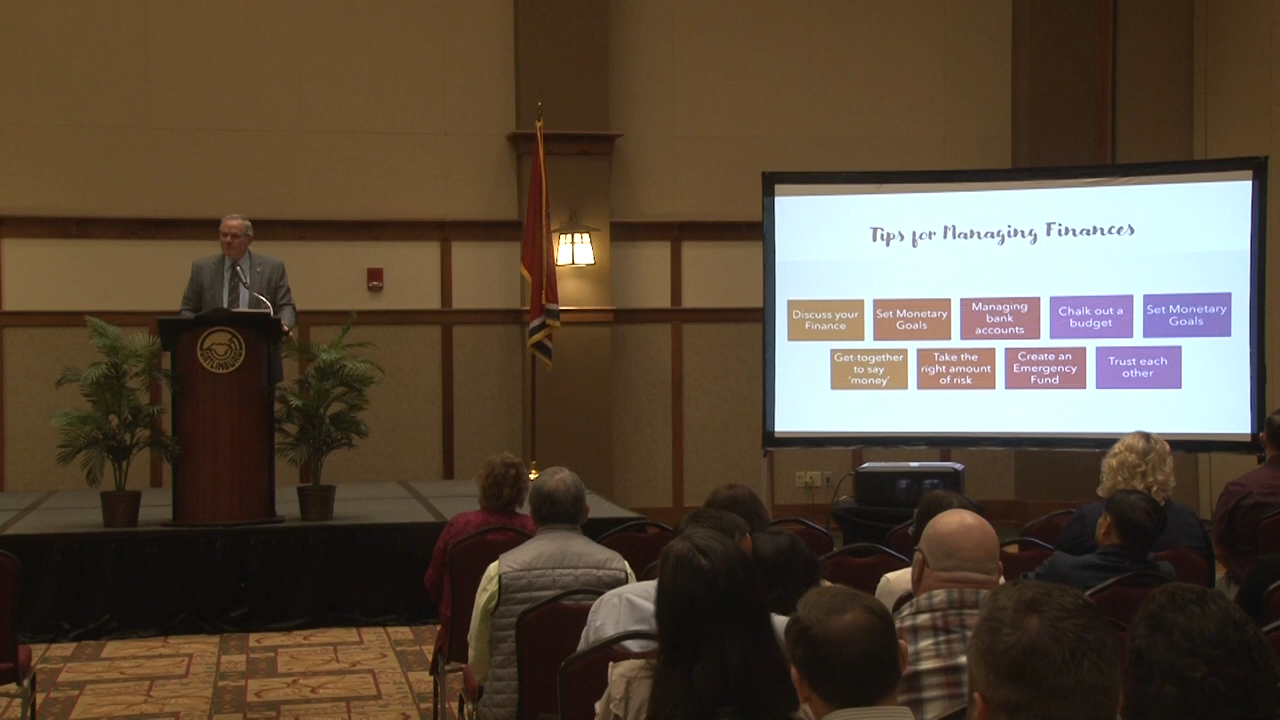 GATLINBURG
Tips for Managing Finances
Discuss your
Finance
Set Monetary
Goals
Managing
bank
accounts
Chalk out a
budget
Set Monetary
Goals
Get-together
to say
'money'
Take the
right amount
of risk
Create an
Emergency
Fund
Trust each
other